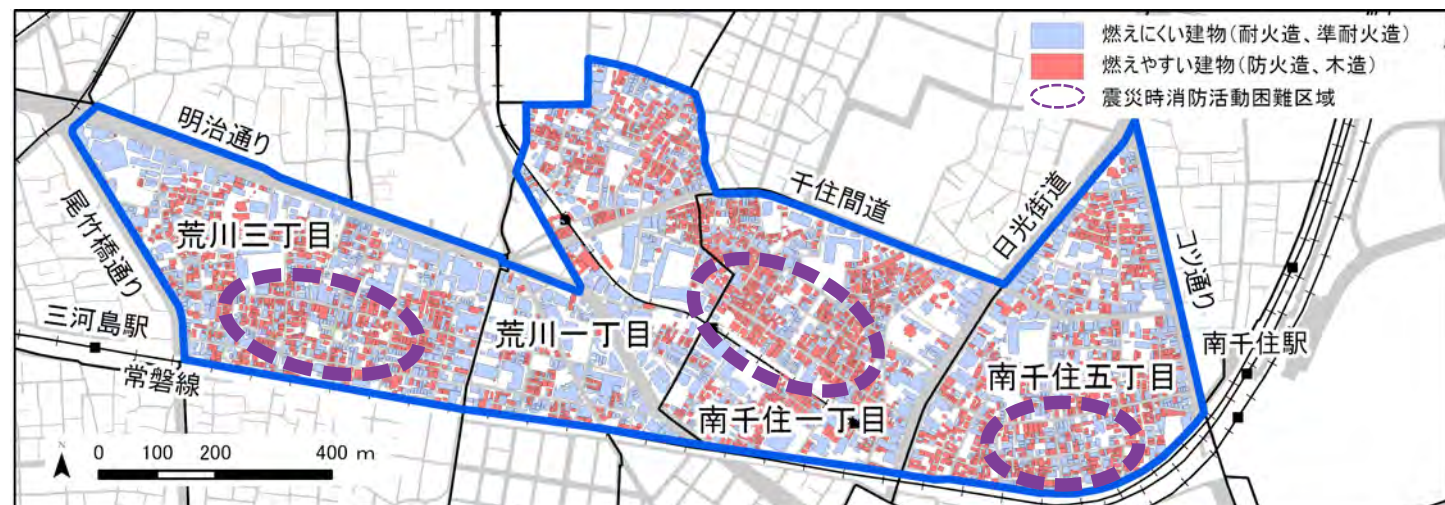 燃えにくい建物(耐火造、準耐火造)
燃えやすい建物(防火造、木造)
震災時消防活動困難区域
明治通り
尾竹橋通り
荒川三丁目
三河島駅
常磐線
荒川一丁目
千住間道
日光街道
コツ通り
南千住駅
南千住五丁目
南千住一丁目
N
0 100 200 400 m